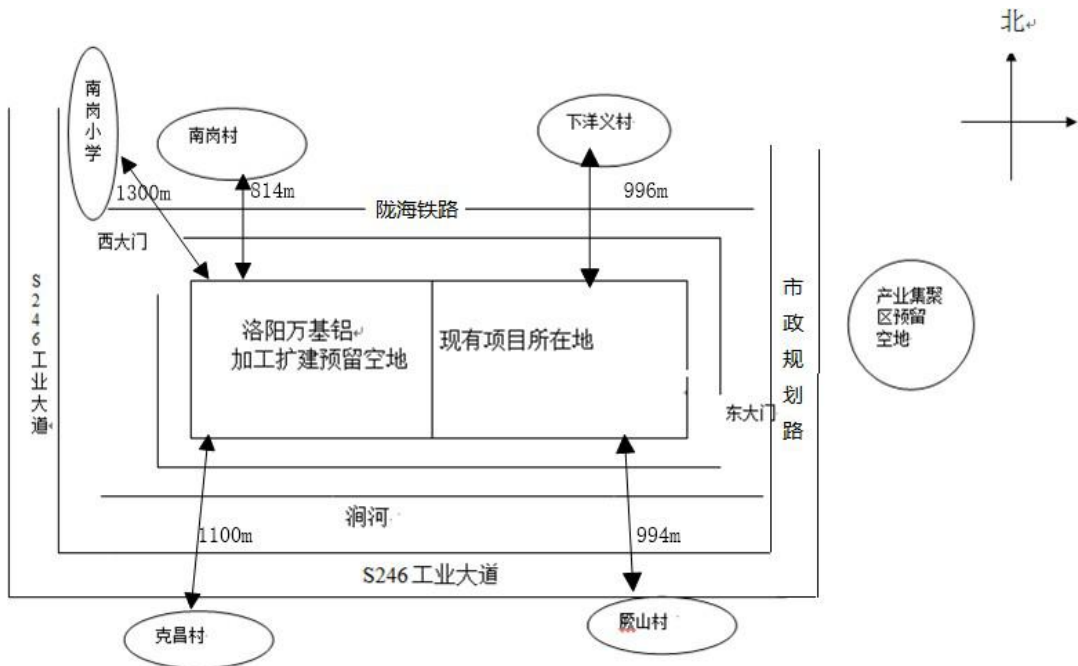 北
南岗小学
南岗村
下洋义村
1300m
814m
996m
陇海铁路
西大门
S246工业大道
洛阳万基铝
加工扩建预留空地
现有项目所在地
市政规划路
产业集聚
区预留
空地
东大门
涧河
1100m
994m
S246工业大道
克昌村
厥山村